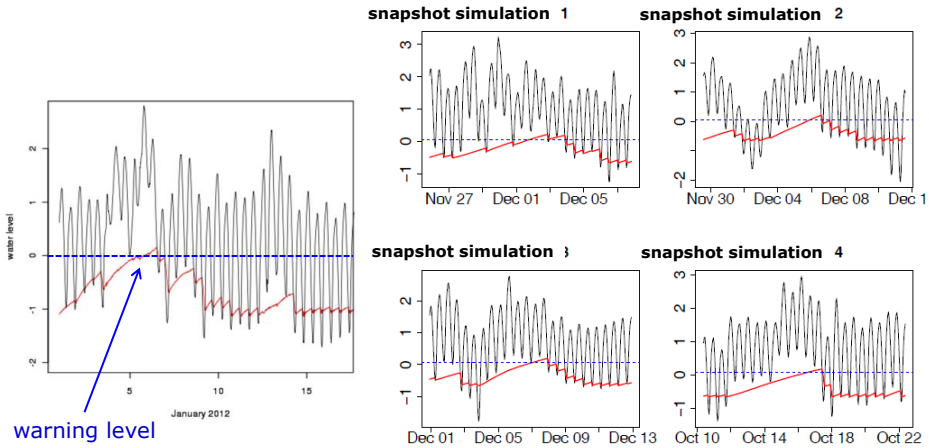 water level
2
1
0
-1
-2
5 10 15
January 2012
warning level
snapshot simulation 1
3
2
1
0
−1
Nov 27 Dec 01 Dec 05
snapshot simulation 2
3
2
1
0
−2
Nov 30 Dec 04 Dec 08 Dec 1
snapshot simulation
2
1
0
−1
Dec 01 Dec 05 Dec 09 Dec 13
snapshot simulation 4
3
2
1
0
−1
Oct 10 Oct 14 Oct 18 Oct 22